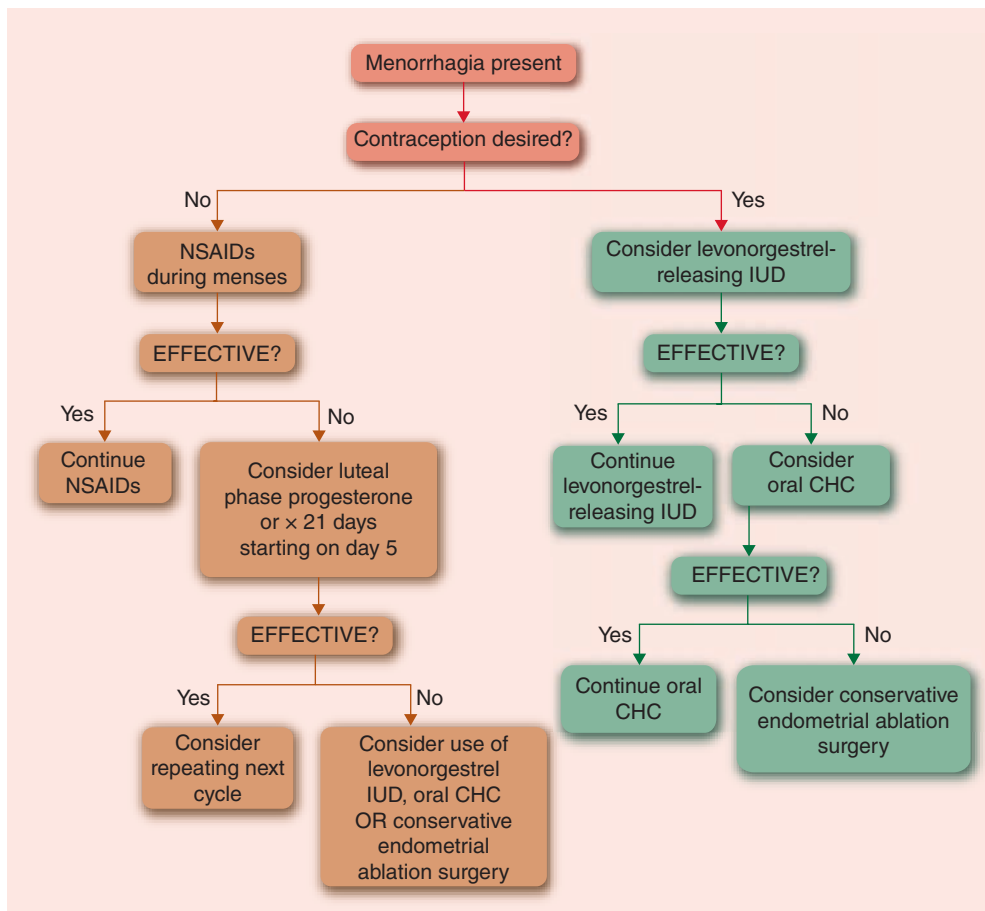 Menorrhagia present
Contraception desired?
No
Yes
NSAIDs
during menses
EFFECTIVE?
Yes
No
Continue
NSAIDs
Consider luteal
phase progesterone
or × 21 days
starting on day 5
EFFECTIVE?
Yes
No
Consider
repeating next
cycle
Consider use of
levonorgestrel
IUD, oral CHC
OR conservative
endometrial
ablation surgery
Consider levonorgestrel-
releasing IUD
EFFECTIVE?
Yes
No
Continue
levonorgestrel-
releasing IUD
Consider
oral CHC
EFFECTIVE?
Yes
No
Continue oral
CHC
Consider conservative
endometrial ablation
surgery